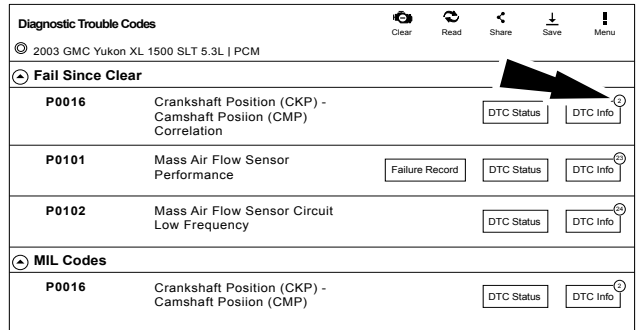 Diagnostic Trouble Codes
Clear Read Share Save Menu
2003 GMC Yukon XL 1500 SLT 5.3L | PCM
Fail Since Clear
P0016 Crankshaft Position (CKP) -
Camshaft Posiion (CMP)
Correlation
DTC Status DTC Info 2
P0101 Mass Air Flow Sensor
Performance
Failure Record DTC Status DTC Info 23
P0102 Mass Air Flow Sensor Circuit
Low Frequency
DTC Status DTC Info 24
MIL Codes
P0016 Crankshaft Position (CKP) -
Camshaft Posiion (CMP)
DTC Status DTC Info 2